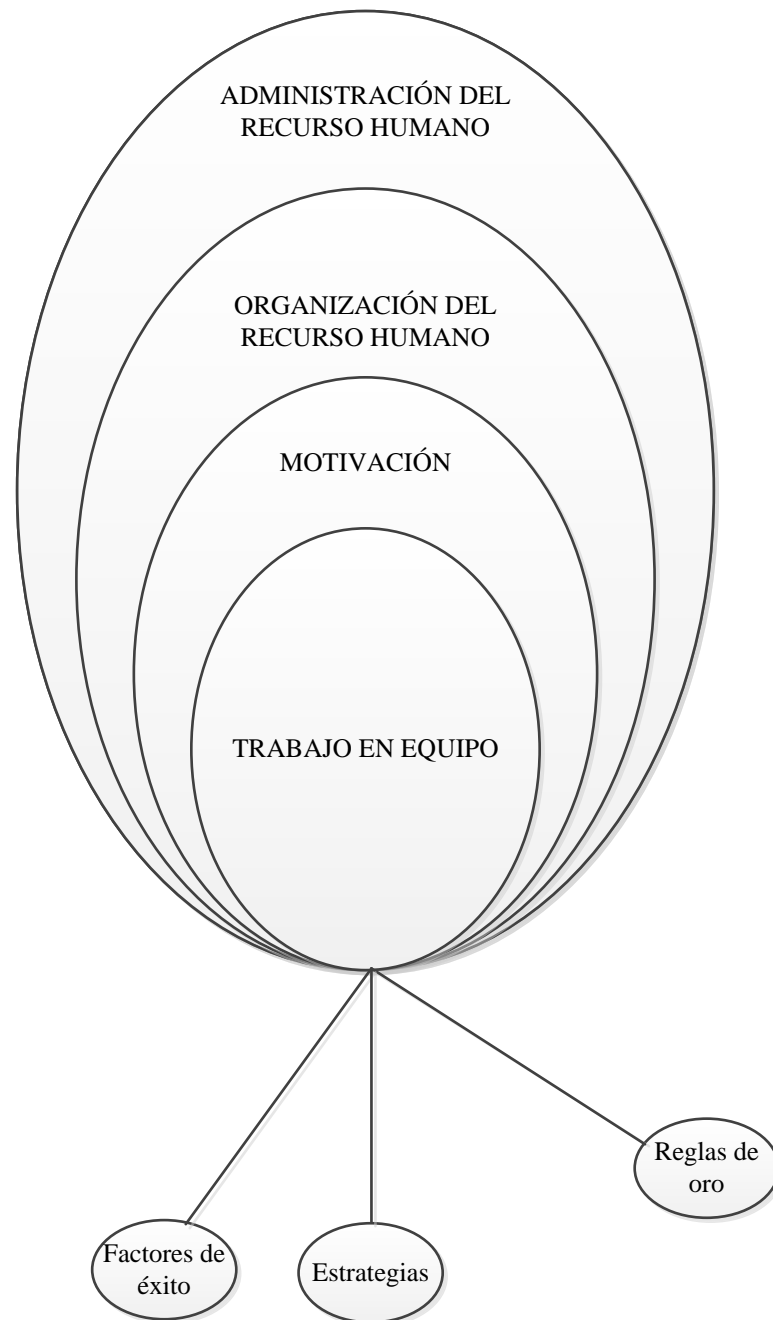 ADMINISTRACIÓN DEL
RECURSO HUMANO
ORGANIZACIÓN DEL
RECURSO HUMANO
MOTIVACIÓN
TRABAJO EN EQUIPO
Reglas de
oro
Factores de
éxito
Estrategias